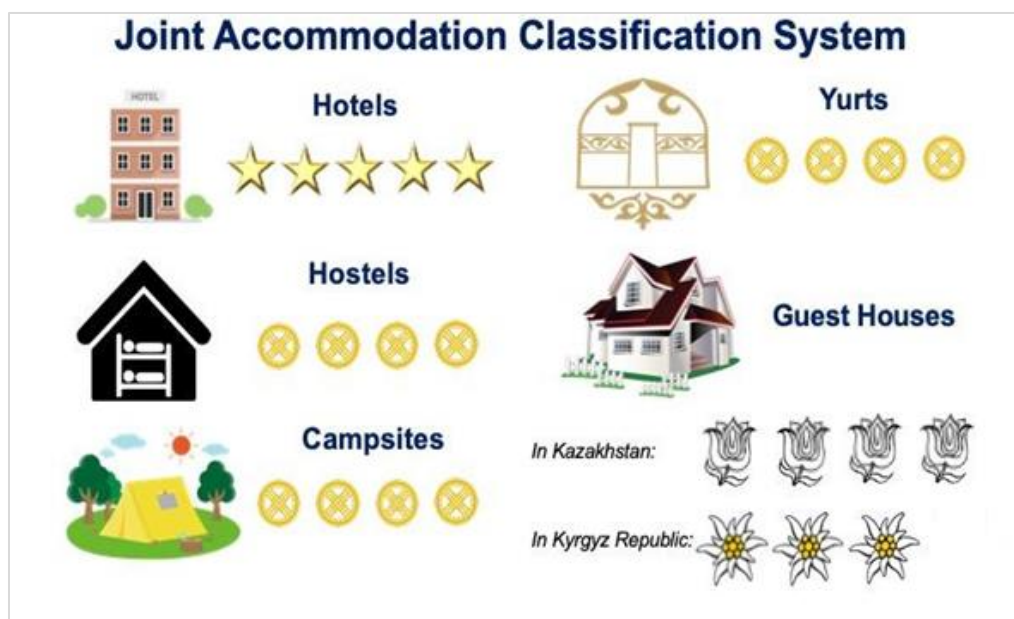 Joint Accommodation Classification System
HOTEL
Hotels
Yurts
Hostels
Guest Houses
Campsites
In Kazakhstan:
In Kyrgyz Republic: